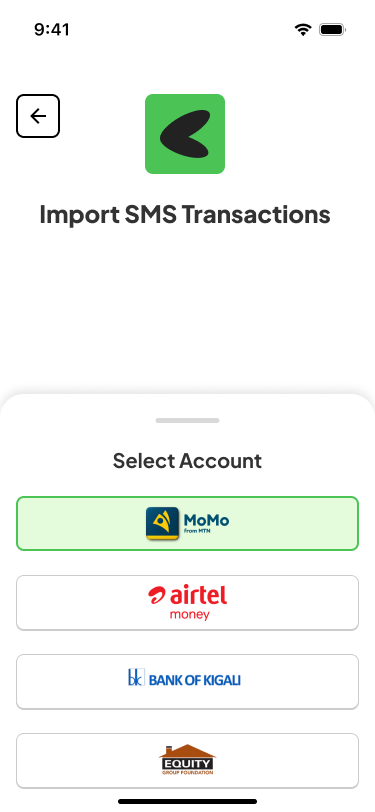 9:41
Import SMS Transactions
Select Account
MoMo
from MTN
airtel
money
bk BANK OF KIGALI
EQUITY
GROUP FOUNDATION